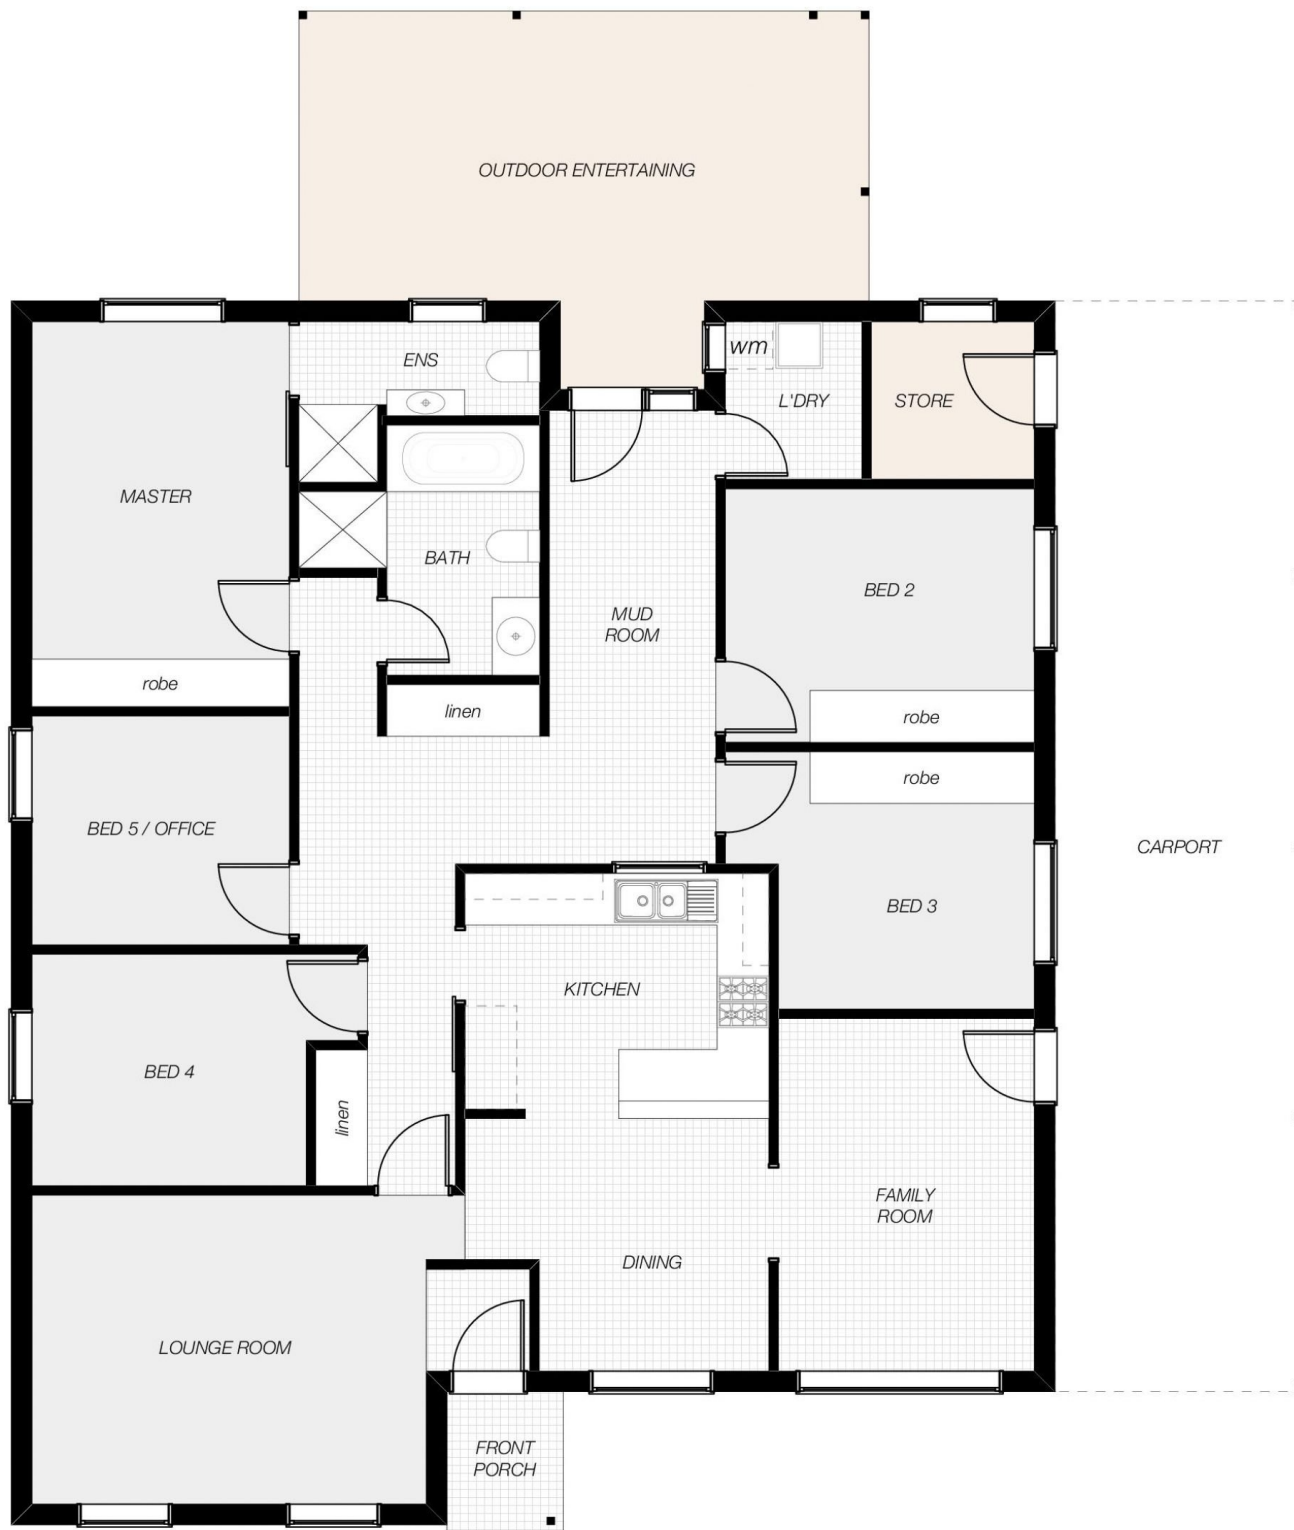 OUTDOOR ENTERTAINING
ENS
wm
L'DRY
STORE
MASTER
BATH
BED 2
MUD
ROOM
robe
linen
robe
robe
BED 5 / OFFICE
CARPORT
BED 3
KITCHEN
BED 4
linen
FAMILY
ROOM
DINING
LOUNGE ROOM
FRONT
PORCH